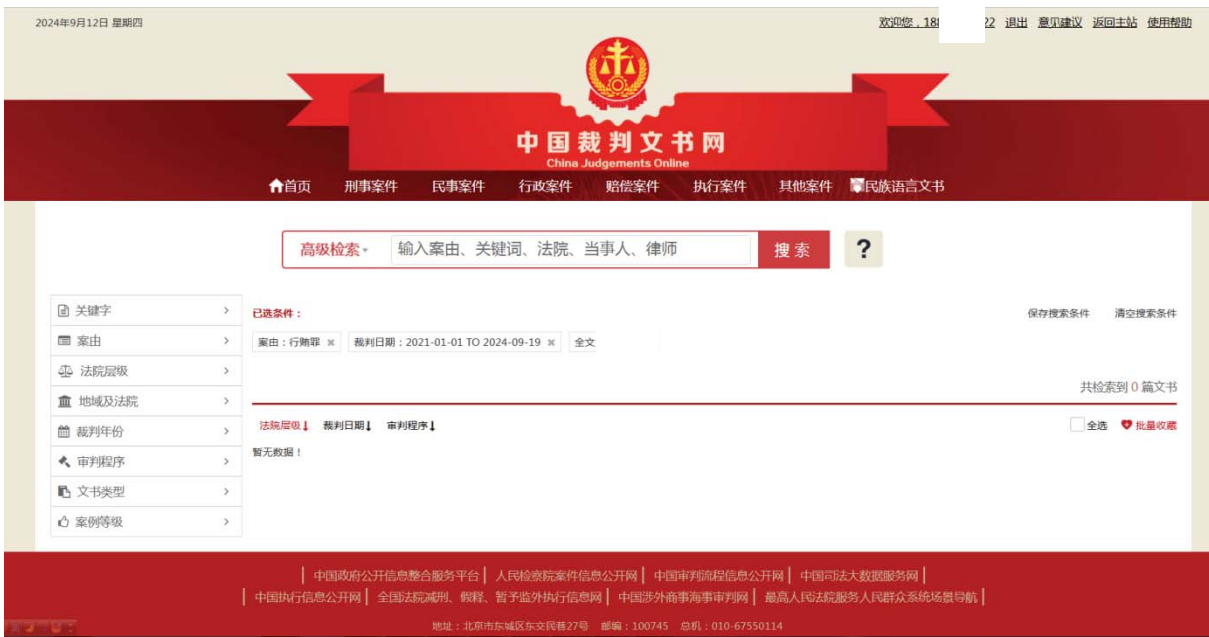 2024年9月12日 星期四
欢迎您，18 22 退出 意见建议 返回主站 使用帮助
中国裁判文书网
China Judgements Online
首页 刑事案件 民事案件 行政案件 赔偿案件 执行案件 其他案件 民族语言文书
高级检索 输入案由、关键词、法院、当事人、律师 搜索 ?
关键字
案由
法院层级
地域及法院
裁判年份
审判程序
文书类型
案例等级
已选条件： 保存搜索条件 清空搜索条件
案由：行贿罪 裁判日期：2021-01-01 TO 2024-09-19 全文
共检索到 0 篇文书
法院层级 裁判日期 审判程序 全选 批量收藏
暂无数据！
中国政府公开信息整合服务平台 | 人民检察院案件信息公开网 | 中国审判流程信息公开网 | 中国司法大数据服务网 |
中国执行信息公开网 | 全国法院减刑、假释、暂予监外执行信息网 | 中国涉外商事海事审判网 | 最高人民法院服务人民群众系统场景导航 |
地址：北京市东城区东交民巷27号 邮编：100745 总机：010-67550114